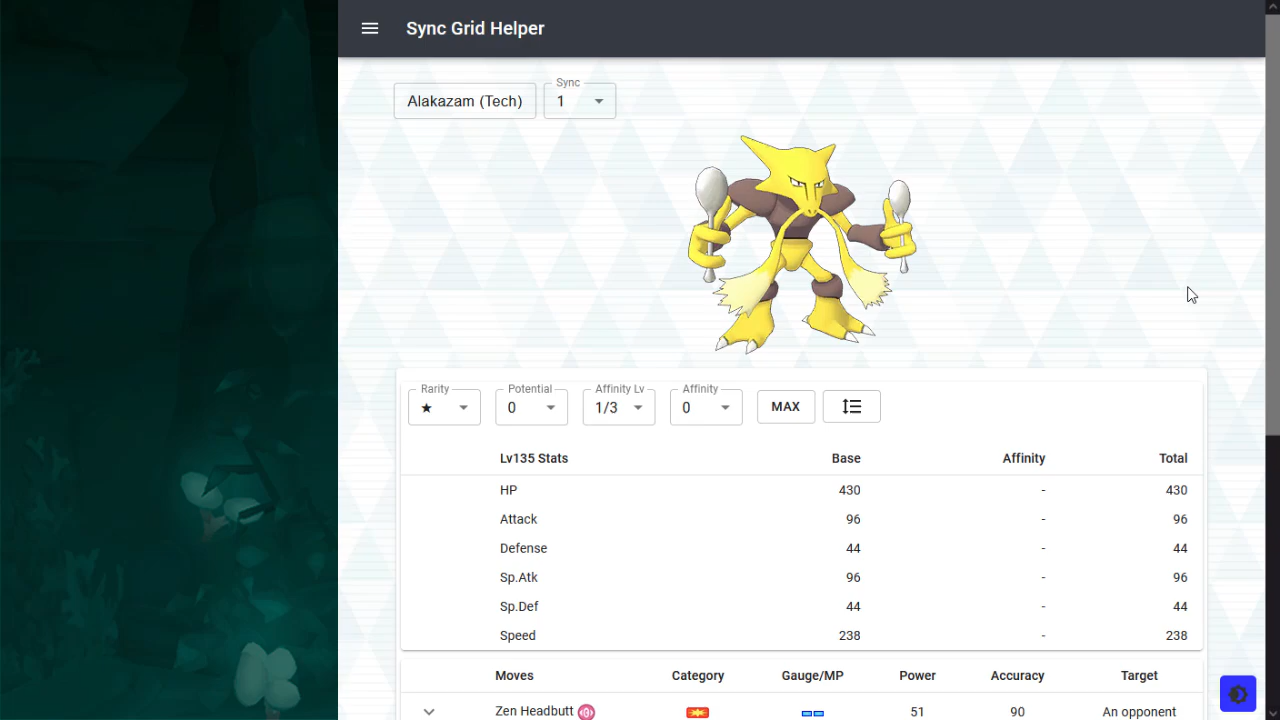 Sync Grid Helper
Alakazam (Tech)
Sync
1
Rarity
★
Potential
0
Affinity Lv
1/3
Affinity
0
MAX
Lv135 Stats Base Affinity Total
HP 430 - 430
Attack 96 - 96
Defense 44 - 44
Sp.Atk 96 - 96
Sp.Def 44 - 44
Speed 238 - 238
Moves Category Gauge/MP Power Accuracy Target
Zen Headbutt 51 90 An opponent